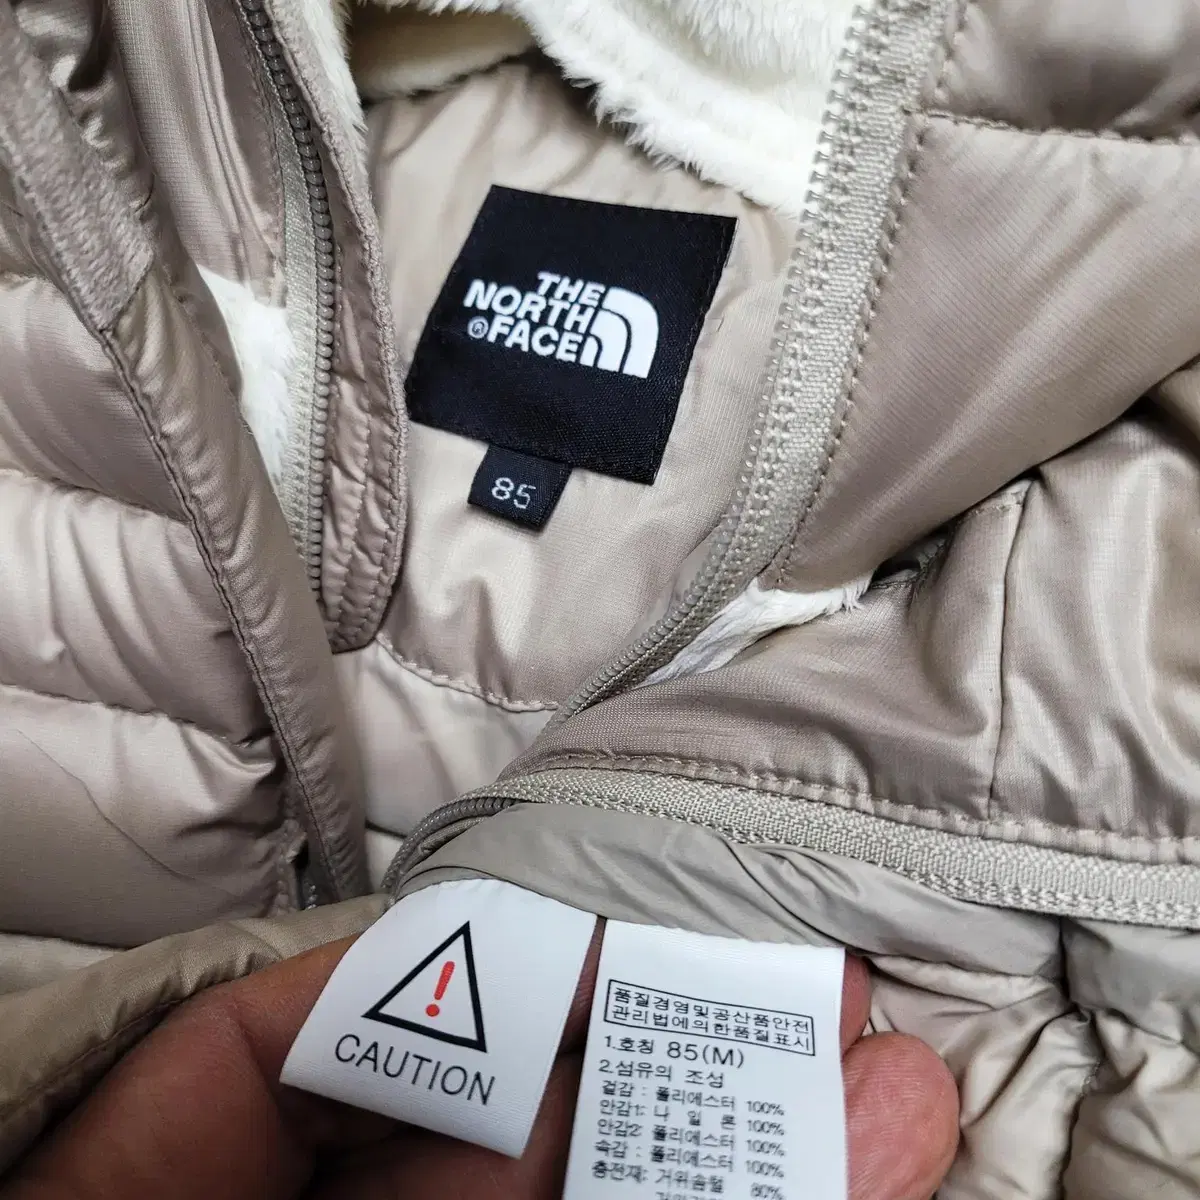 THE
NORTH
®FACE
85
CAUTION
품질경영및공산품안전
관리법에의한품질표시
1.호칭 85(M)
2.섬유의 조성
겉감 : 폴리에스터 100%
안감1: 나 일 론 100%
안감2: 폴리에스터 100%
속감 : 폴리에스터 100%
충전재: 거위솜털 80%